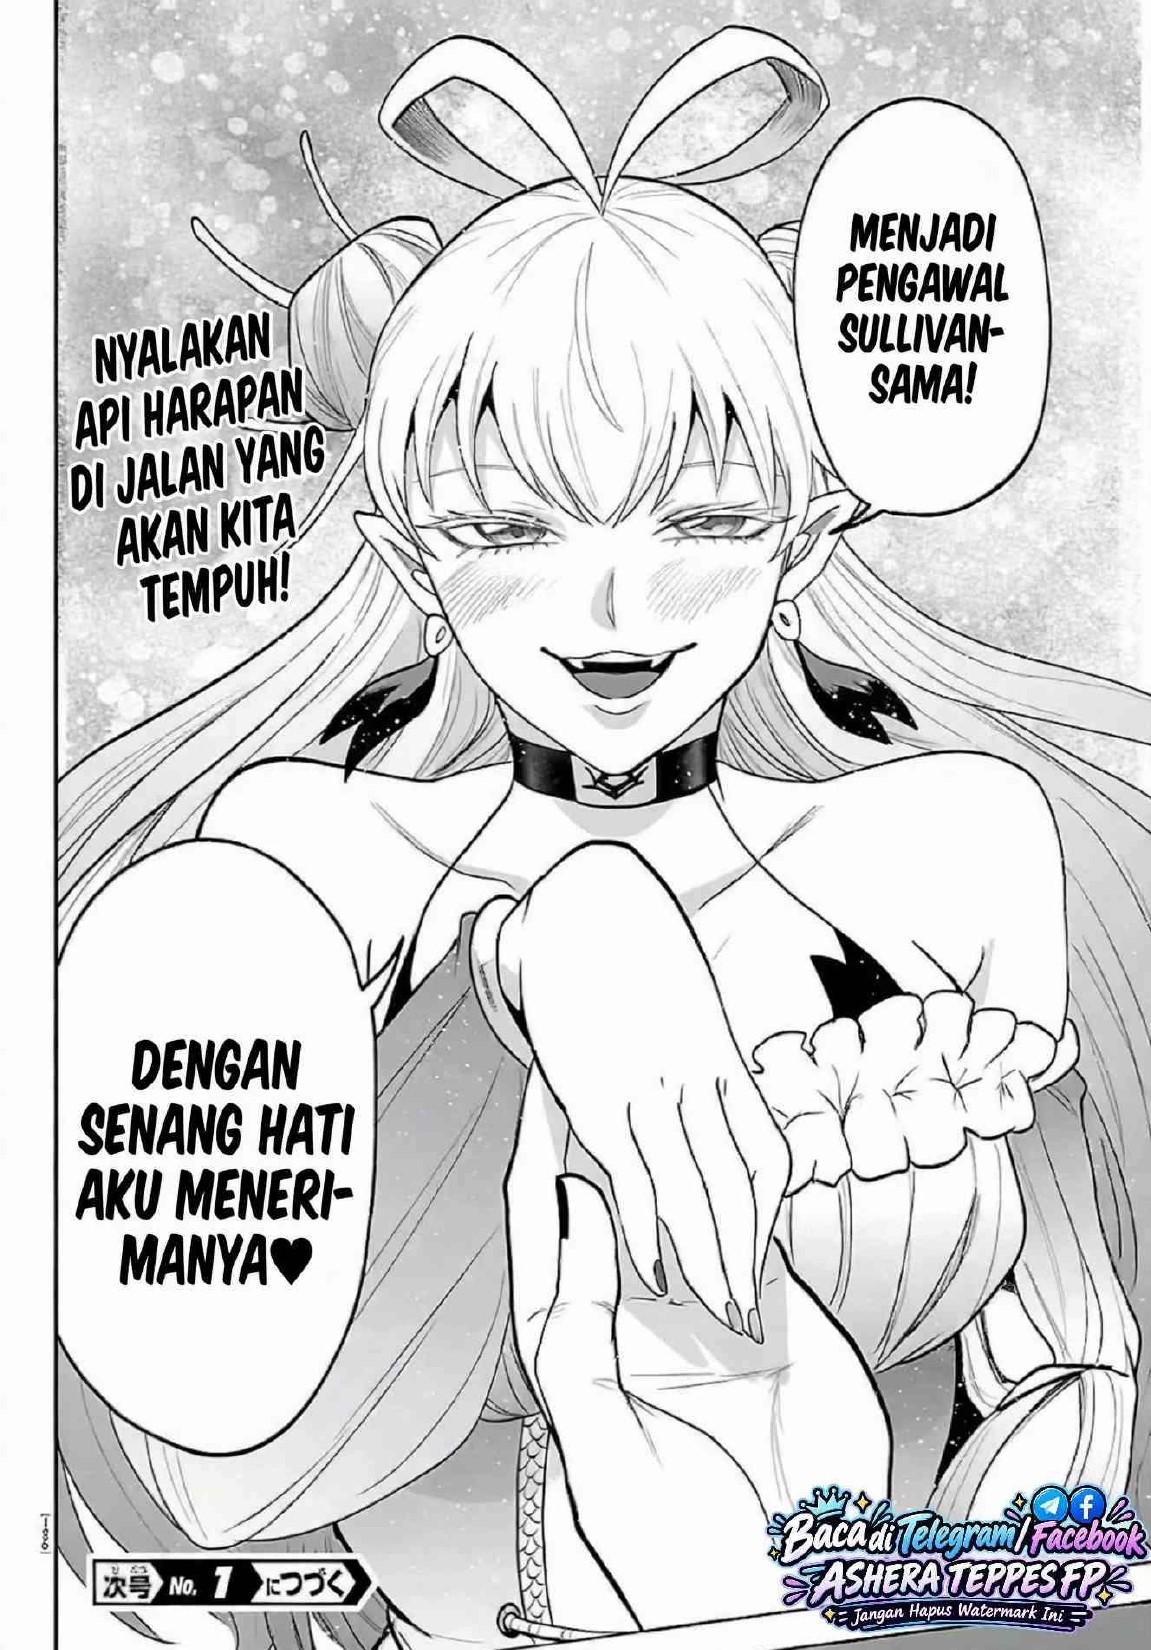 MENJADI
PENGAWAL
SULLIVAN-
SAMA!
NYALAKAN
API HARAPAN
DI JALAN YANG
AKAN KITA
TEMPUH!
DENGAN
SENANG HATI
AKU MENERI-
MANYA♥
次号 No. 1 につづく
Baca di Telegram/Facebook
ASHERA TEPPES FP
Jangan Hapus Watermark Ini